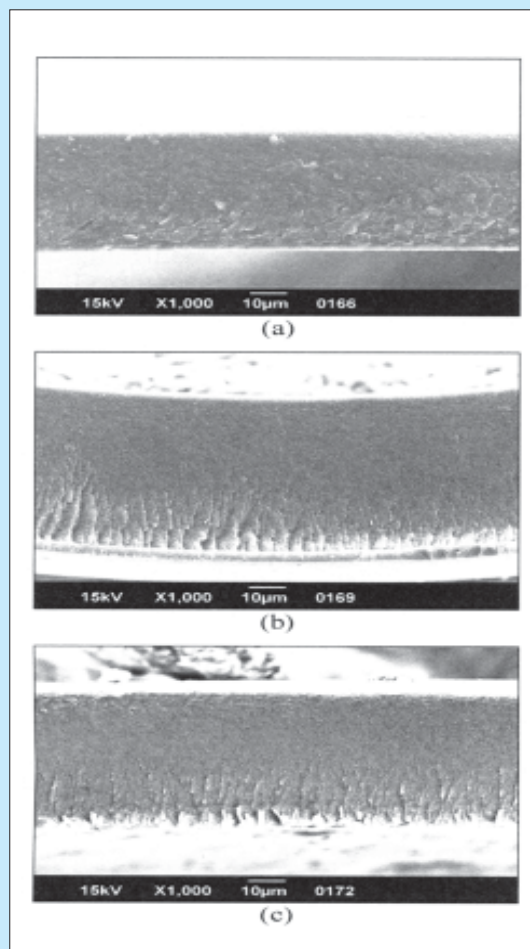 15kV X1,000 10µm 0166
(a)
15kV X1,000 10µm 0169
(b)
15kV X1,000 10µm 0172
(c)